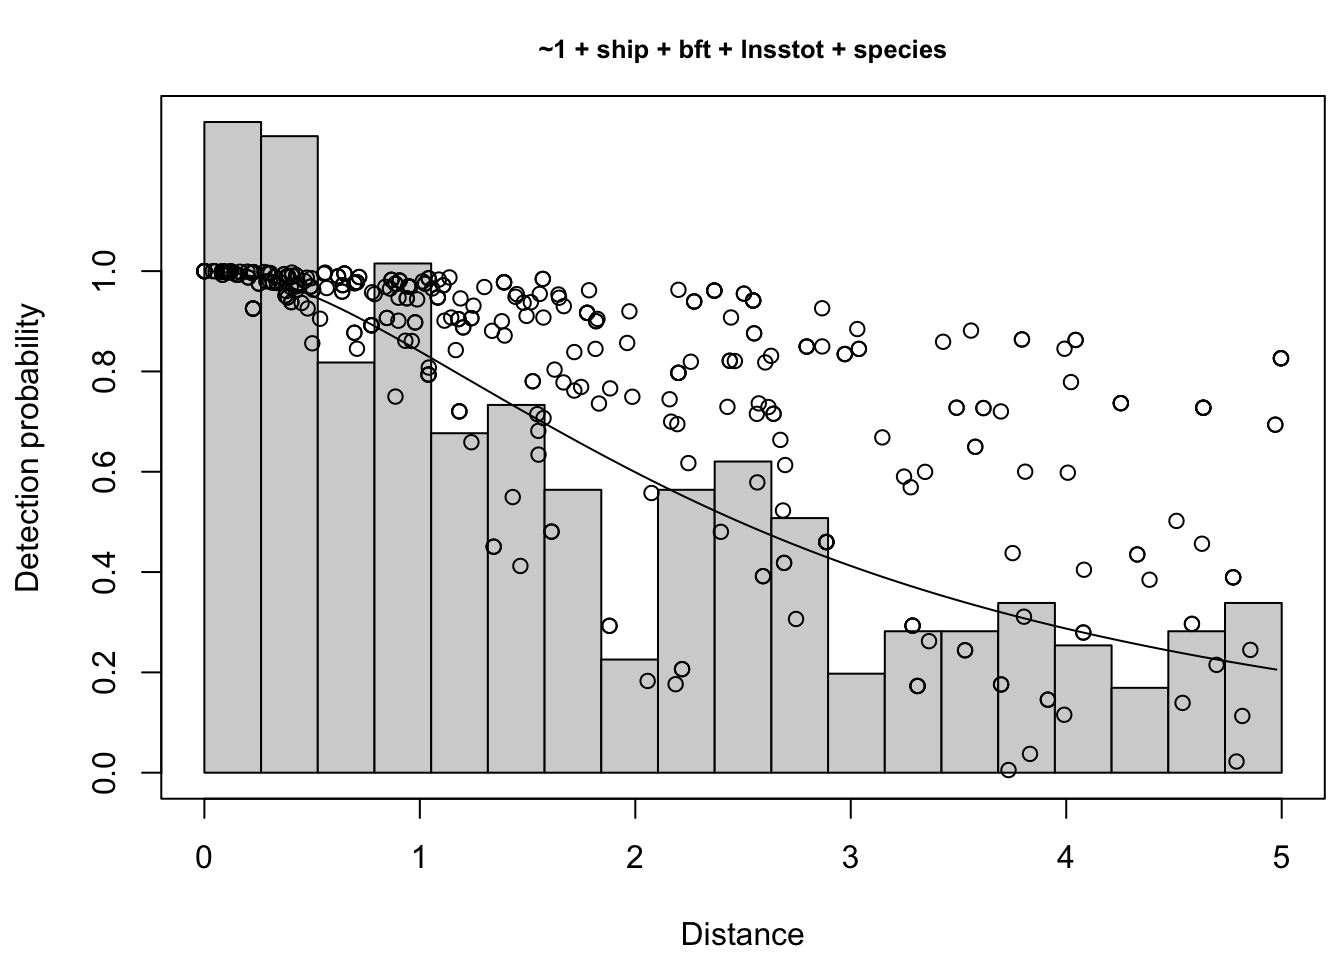 ~1 + ship + bft + lnsstot + species
Detection probability
1.0
0.8
0.6
0.4
0.2
0.0
0 1 2 3 4 5
Distance